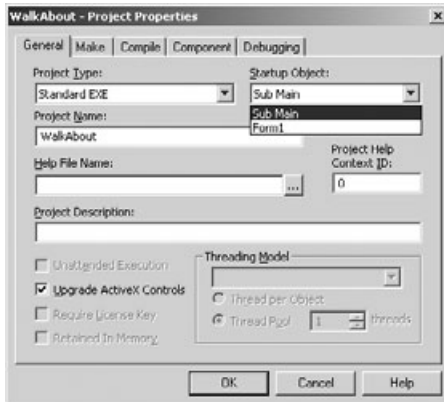 WalkAbout - Project Properties
General Make Compile Component Debugging
Project Type: Startup Object:
Standard EXE Sub Main
Project Name: Sub Main
WalkAbout Form1
Help File Name: Project Help Context ID:
... 0
Project Description:
Unattended Execution
Upgrade ActiveX Controls
Require License Key
Retained In Memory
Threading Model
Thread per Object
Thread Pool 1 threads
OK Cancel Help